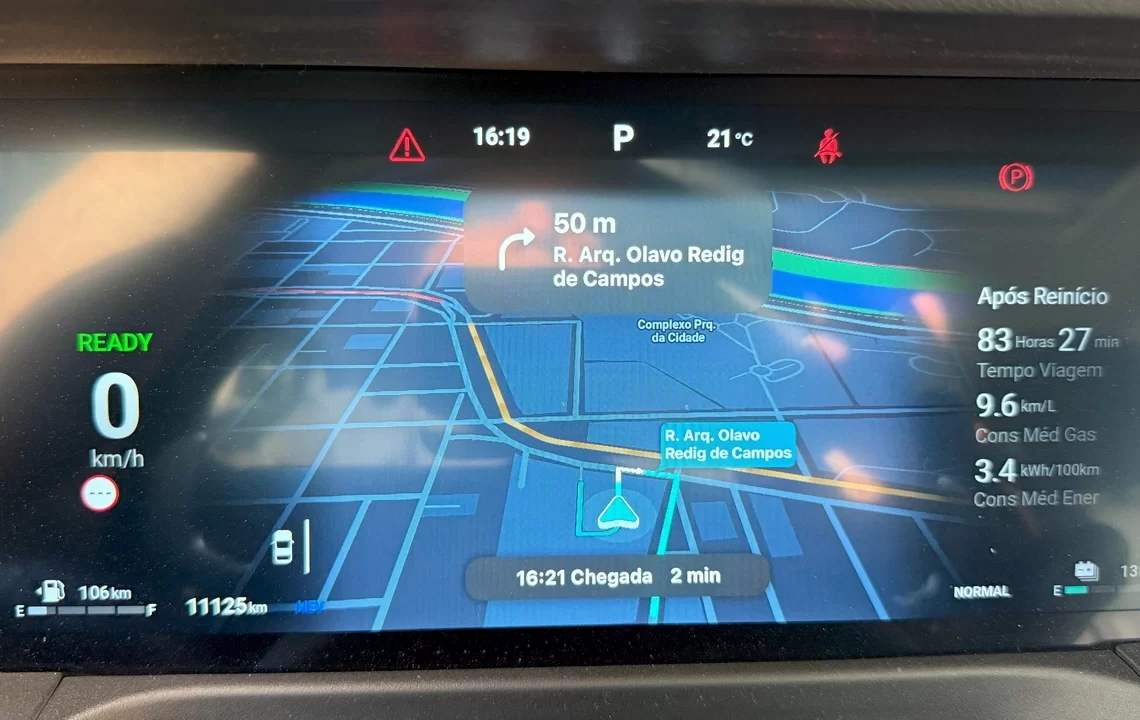 16:19
P
21°C
P
50 m
R. Arq. Olavo Redig
de Campos
Complexo Prq.
da Cidade
Após Reinício
83 Horas 27 min
Tempo Viagem
9.6 km/L
Cons Méd Gas
3.4 kWh/100km
Cons Méd Ener
READY
0
km/h
---
R. Arq. Olavo
Redig de Campos
16:21 Chegada 2 min
106km
E F
11125km HEV
NORMAL
E